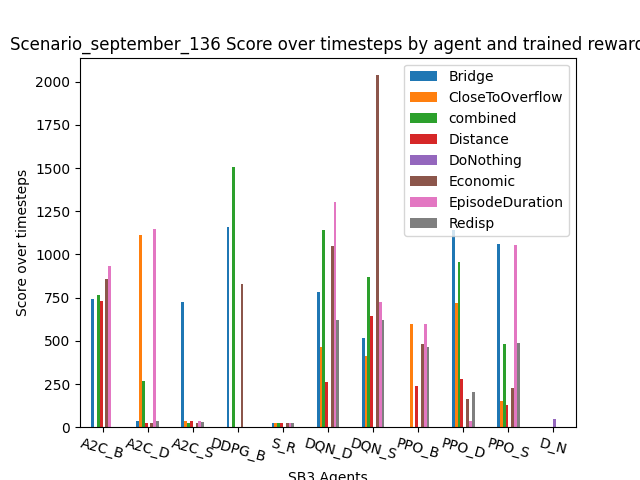 Scenario_september_136 Score over timesteps by agent and trained reward
Bridge
CloseToOverflow
combined
Distance
DoNothing
Economic
EpisodeDuration
Redisp
Score over timesteps
2000
1750
1500
1250
1000
750
500
250
0
A2C_B A2C_D A2C_S DDPG_B S_R DQN_D DQN_S PPO_B PPO_D PPO_S D_N
SB3 Agents